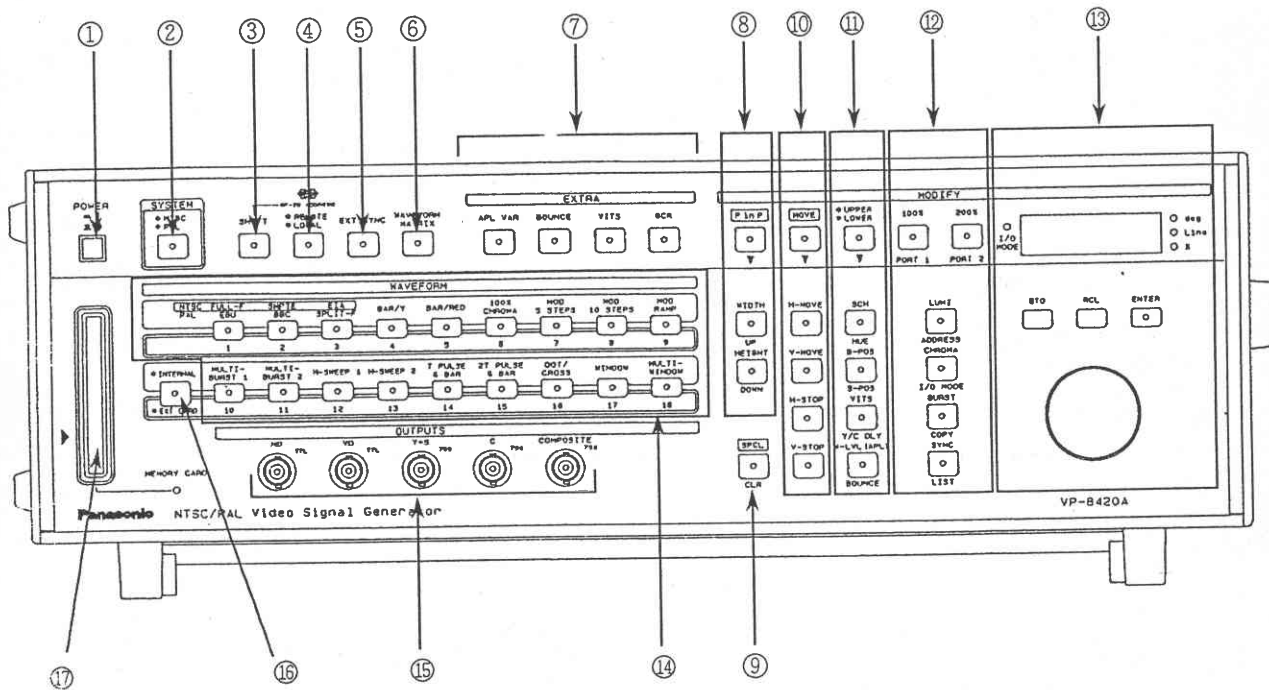 ① ② ③ ④ ⑤ ⑥ ⑦ ⑧ ⑩ ⑪ ⑫ ⑬
POWER
SYSTEM
NTSC
PAL
SHIFT
REMOTE
LOCAL
EXT SYNC
WAVEFORM
MATRIX
EXTRA
APL VAR BOUNCE VITS
MODIFY
P in P
MOVE
UPPER
LOWER
100% 200%
PORT 1 PORT 2
I/O
MODE
deg
Line
%
WAVEFORM
NTSC FULL-F SMPTE EIA
PAL EBU BBC SPLIT-F
BAR/Y
BAR/RED
100%
CHROMA
MOD
5 STEPS
MOD
10 STEPS
MOD
RAMP
1 2 3 4 5 6 7 8 9
INTERNAL
EXT CARD
MULTI-
BURST 1
MULTI-
BURST 2
H-SWEEP 1 H-SWEEP 2
T PULSE
& BAR
2T PULSE
& BAR
DOT/
CROSS
WINDOW
MULTI-
WINDOW
10 11 12 13 14 15 16 17 18
WIDTH
UP
HEIGHT
DOWN
SPCL
CLR
H-MOVE
V-MOVE
H-STOP
V-STOP
SCH
HUE
B-POS
S-POS
VITS
Y/C DLY
BOUNCE
LUMI
ADDRESS
CHROMA
I/O MODE
BURST
COPY
SYNC
LIST
STO RCL ENTER
OUTPUTS
HD TTL
VD TTL
Y-S
C
COMPOSITE
MEMORY CARD
Panasonic NTSC/PAL Video Signal Generator
VP-8420A
⑰ ⑯ ⑮ ⑭ ⑨